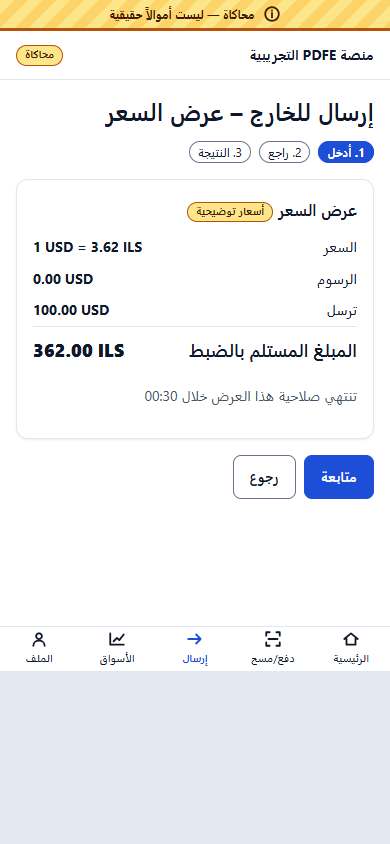 محاكاة — ليست أموالاً حقيقية
منصة PDFE التجريبية
محاكاة
إرسال للخارج – عرض السعر
1. أدخل
2. راجع
3. النتيجة
عرض السعر
أسعار توضيحية
السعر 1 USD = 3.62 ILS
الرسوم 0.00 USD
ترسل 100.00 USD
المبلغ المستلم بالضبط 362.00 ILS
تنتهي صلاحية هذا العرض خلال 00:30
متابعة
رجوع
الرئيسية
دفع/مسح
إرسال
الأسواق
الملف